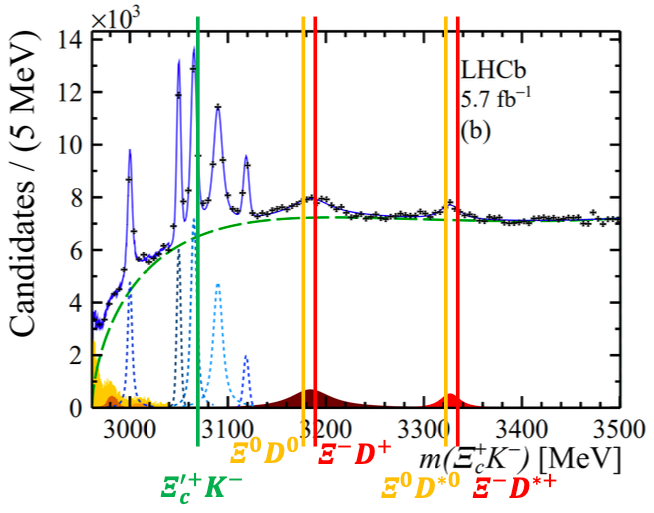 ×10³
14
12
10
8
6
4
2
0
Candidates / (5 MeV)
LHCb
5.7 fb⁻¹
(b)
3000 3100 3200 3300 3400 3500
m(Ξc⁺K⁻) [MeV]
Ξ⁰D⁰ Ξ⁻D⁺
Ξc′⁺K⁻ Ξ⁰D*⁰ Ξ⁻D*⁺